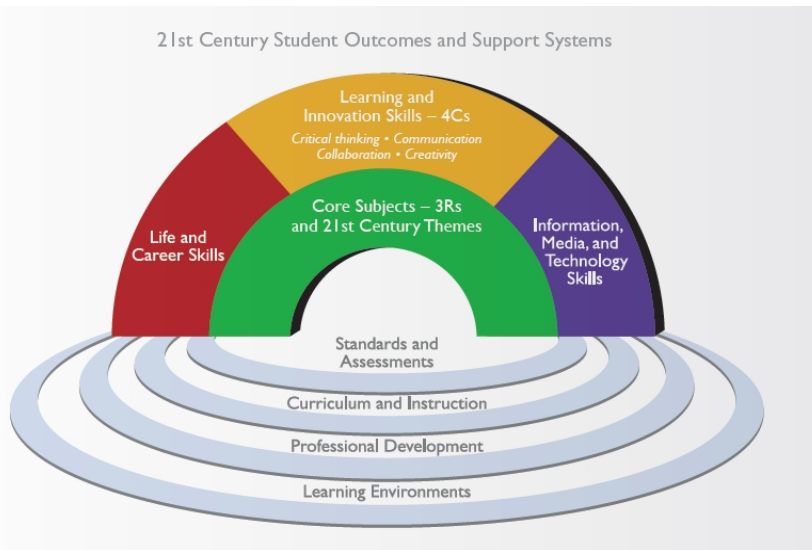 21st Century Student Outcomes and Support Systems
Learning and
Innovation Skills – 4Cs
Critical thinking • Communication
Collaboration • Creativity
Core Subjects – 3Rs
and 21st Century Themes
Life and
Career Skills
Information,
Media, and
Technology
Skills
Standards and
Assessments
Curriculum and Instruction
Professional Development
Learning Environments